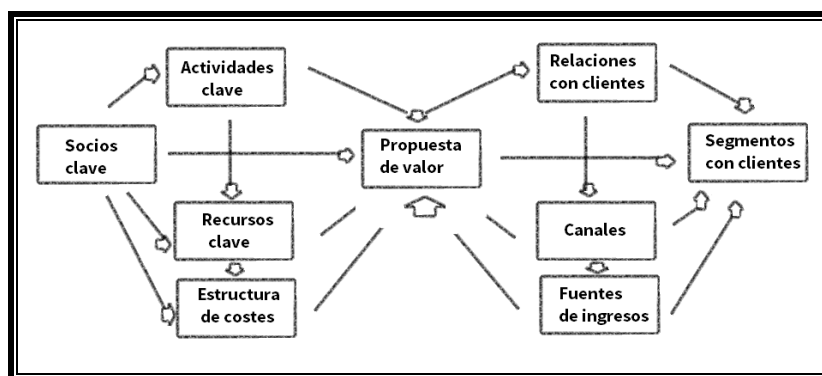 Actividades
clave
Relaciones
con clientes
Socios
clave
Propuesta
de valor
Segmentos
con clientes
Recursos
clave
Canales
Estructura
de costes
Fuentes
de ingresos